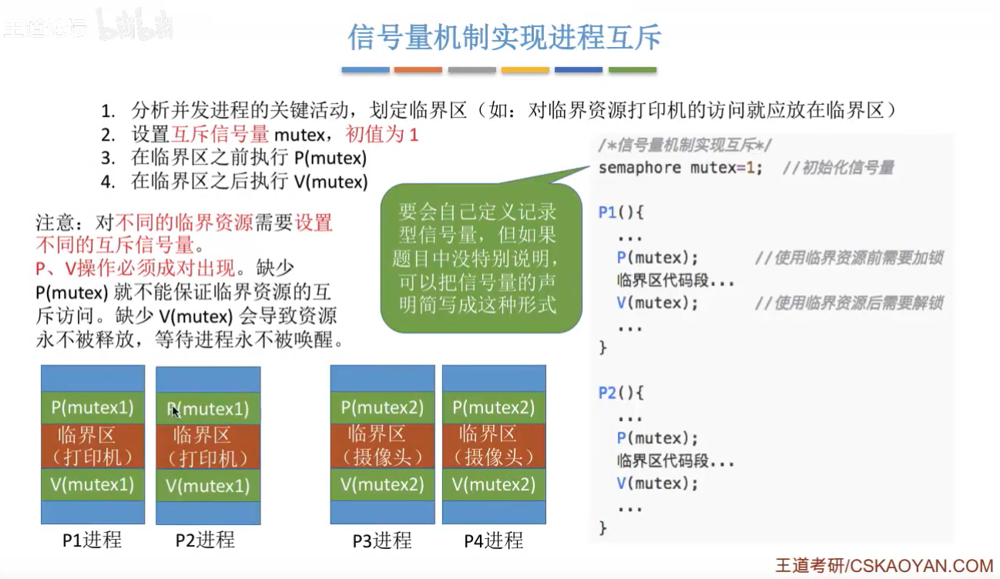 王道论坛 bilibili
信号量机制实现进程互斥
1. 分析并发进程的关键活动，划定临界区（如：对临界资源打印机的访问就应放在临界区）
2. 设置互斥信号量 mutex，初值为 1
3. 在临界区之前执行 P(mutex)
4. 在临界区之后执行 V(mutex)
注意：对不同的临界资源需要设置
不同的互斥信号量。
P、V操作必须成对出现。缺少
P(mutex) 就不能保证临界资源的互
斥访问。缺少 V(mutex) 会导致资源
永不被释放，等待进程永不被唤醒。
要会自己定义记录
型信号量，但如果
题目中没特别说明，
可以把信号量的声
明简写成这种形式
/*信号量机制实现互斥*/
semaphore mutex=1; //初始化信号量
P1(){
...
P(mutex); //使用临界资源前需要加锁
临界区代码段...
V(mutex); //使用临界资源后需要解锁
...
}
P2(){
...
P(mutex);
临界区代码段...
V(mutex);
...
}
P(mutex1)
临界区
（打印机）
V(mutex1)
P1进程
P(mutex1)
临界区
（打印机）
V(mutex1)
P2进程
P(mutex2)
临界区
（摄像头）
V(mutex2)
P3进程
P(mutex2)
临界区
（摄像头）
V(mutex2)
P4进程
王道考研/CSKAOYAN.COM